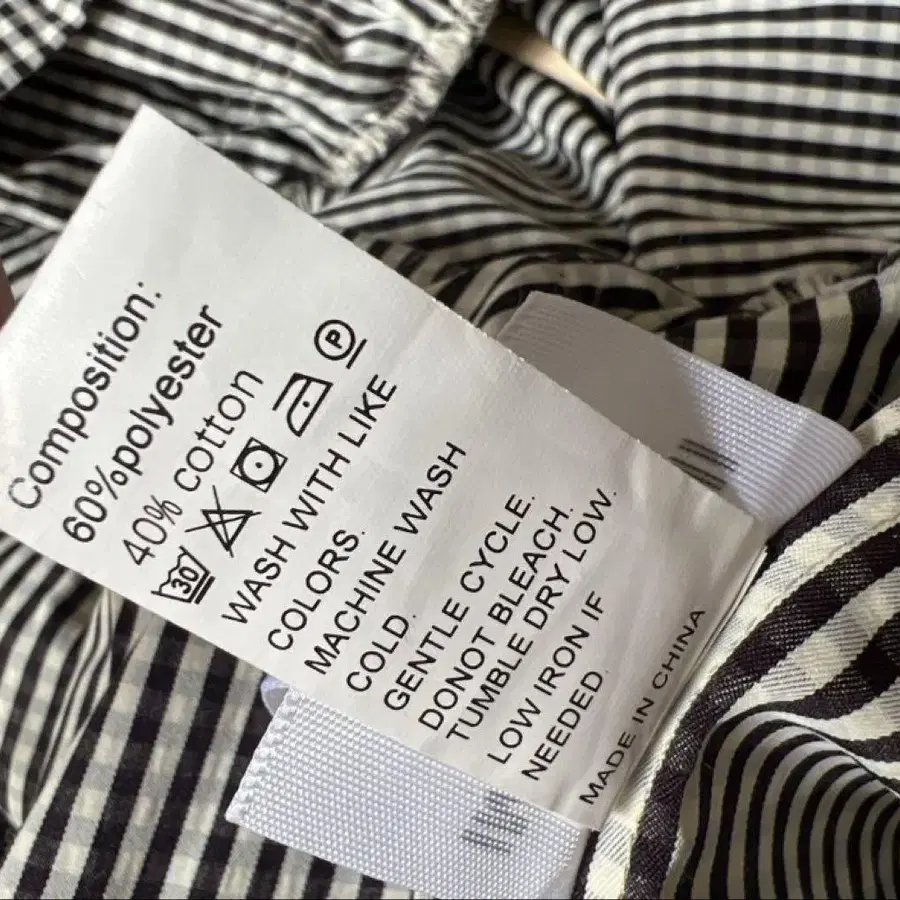 Composition:
60%polyester
40% cotton
30 P
WASH WITH LIKE
COLORS.
MACHINE WASH
COLD.
GENTLE CYCLE.
DONOT BLEACH.
TUMBLE DRY LOW.
LOW IRON IF
NEEDED.
MADE IN CHINA